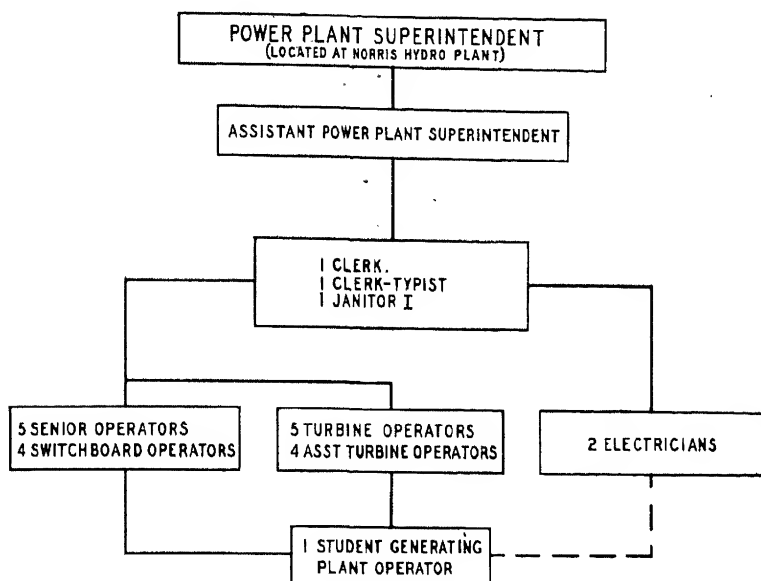 POWER PLANT SUPERINTENDENT
(LOCATED AT NORRIS HYDRO PLANT)
ASSISTANT POWER PLANT SUPERINTENDENT
1 CLERK.
1 CLERK-TYPIST
1 JANITOR I
5 SENIOR OPERATORS
4 SWITCHBOARD OPERATORS
5 TURBINE OPERATORS
4 ASST TURBINE OPERATORS
2 ELECTRICIANS
1 STUDENT GENERATING
PLANT OPERATOR